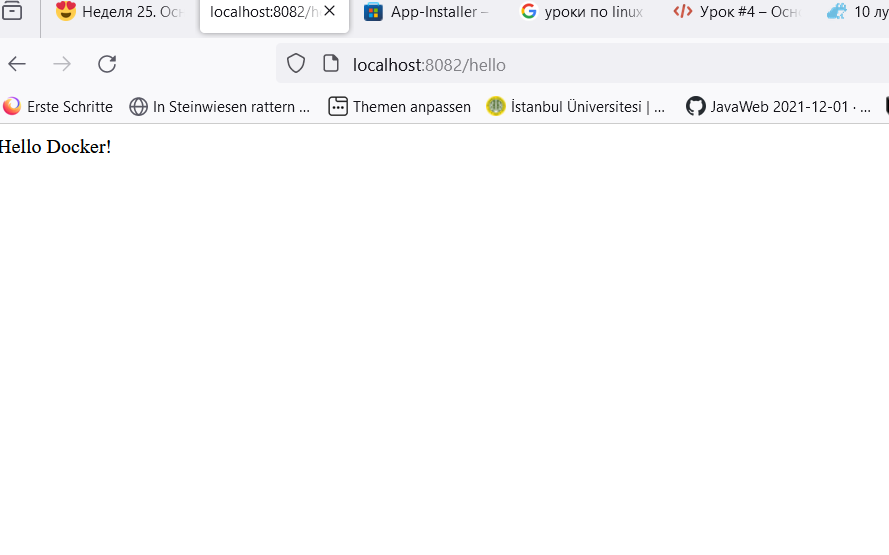 Неделя 25. Осн
localhost:8082/h
App-Installer –
уроки по linux
Урок #4 – Осно
10 лу
localhost:8082/hello
Erste Schritte
In Steinwiesen rattern ...
Themen anpassen
İstanbul Üniversitesi | ...
JavaWeb 2021-12-01 · ...
Hello Docker!